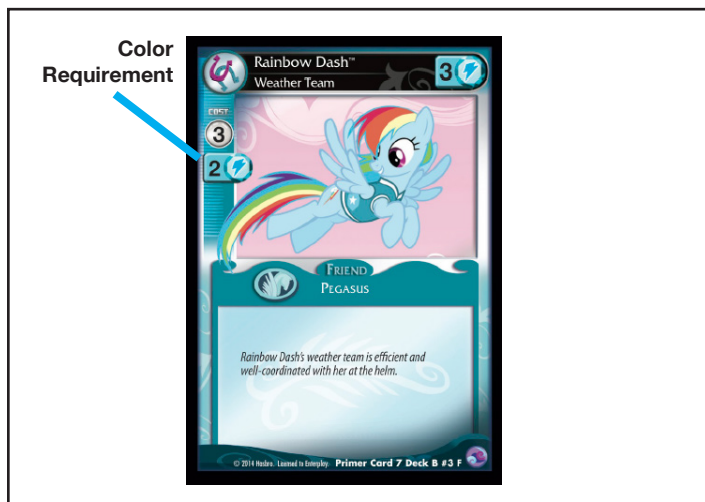 Color
Requirement
Rainbow Dash™
Weather Team
3
COST
3
2
FRIEND
PEGASUS
Rainbow Dash's weather team is efficient and
well-coordinated with her at the helm.
© 2014 Hasbro. Licensed to Enterplay. Primer Card 7 Deck B #3 F